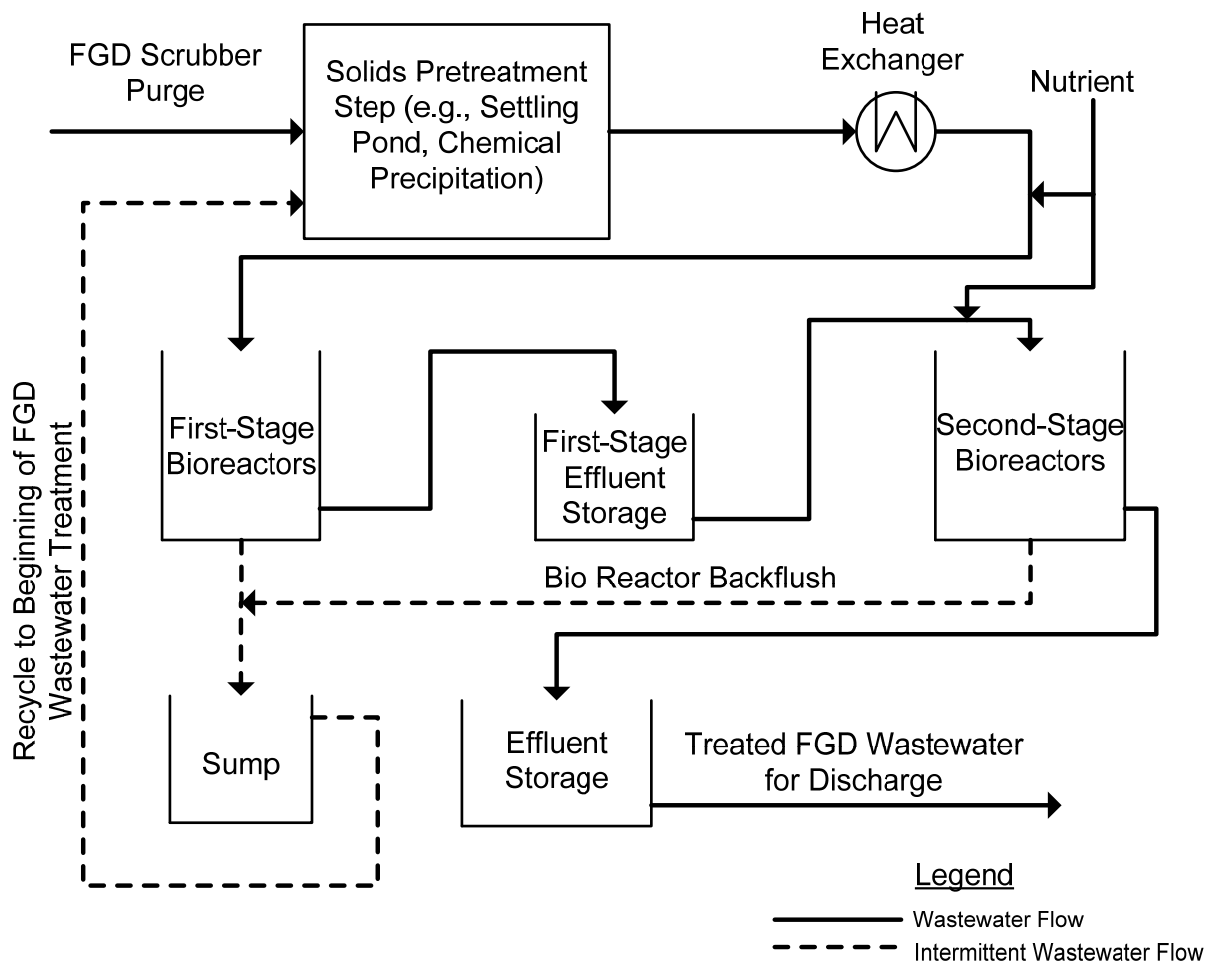 FGD Scrubber
Purge
Solids Pretreatment
Step (e.g., Settling
Pond, Chemical
Precipitation)
Heat
Exchanger
Nutrient
First-Stage
Bioreactors
First-Stage
Effluent
Storage
Second-Stage
Bioreactors
Bio Reactor Backflush
Recycle to Beginning of FGD
Wastewater Treatment
Sump
Effluent
Storage
Treated FGD Wastewater
for Discharge
Legend
Wastewater Flow
Intermittent Wastewater Flow